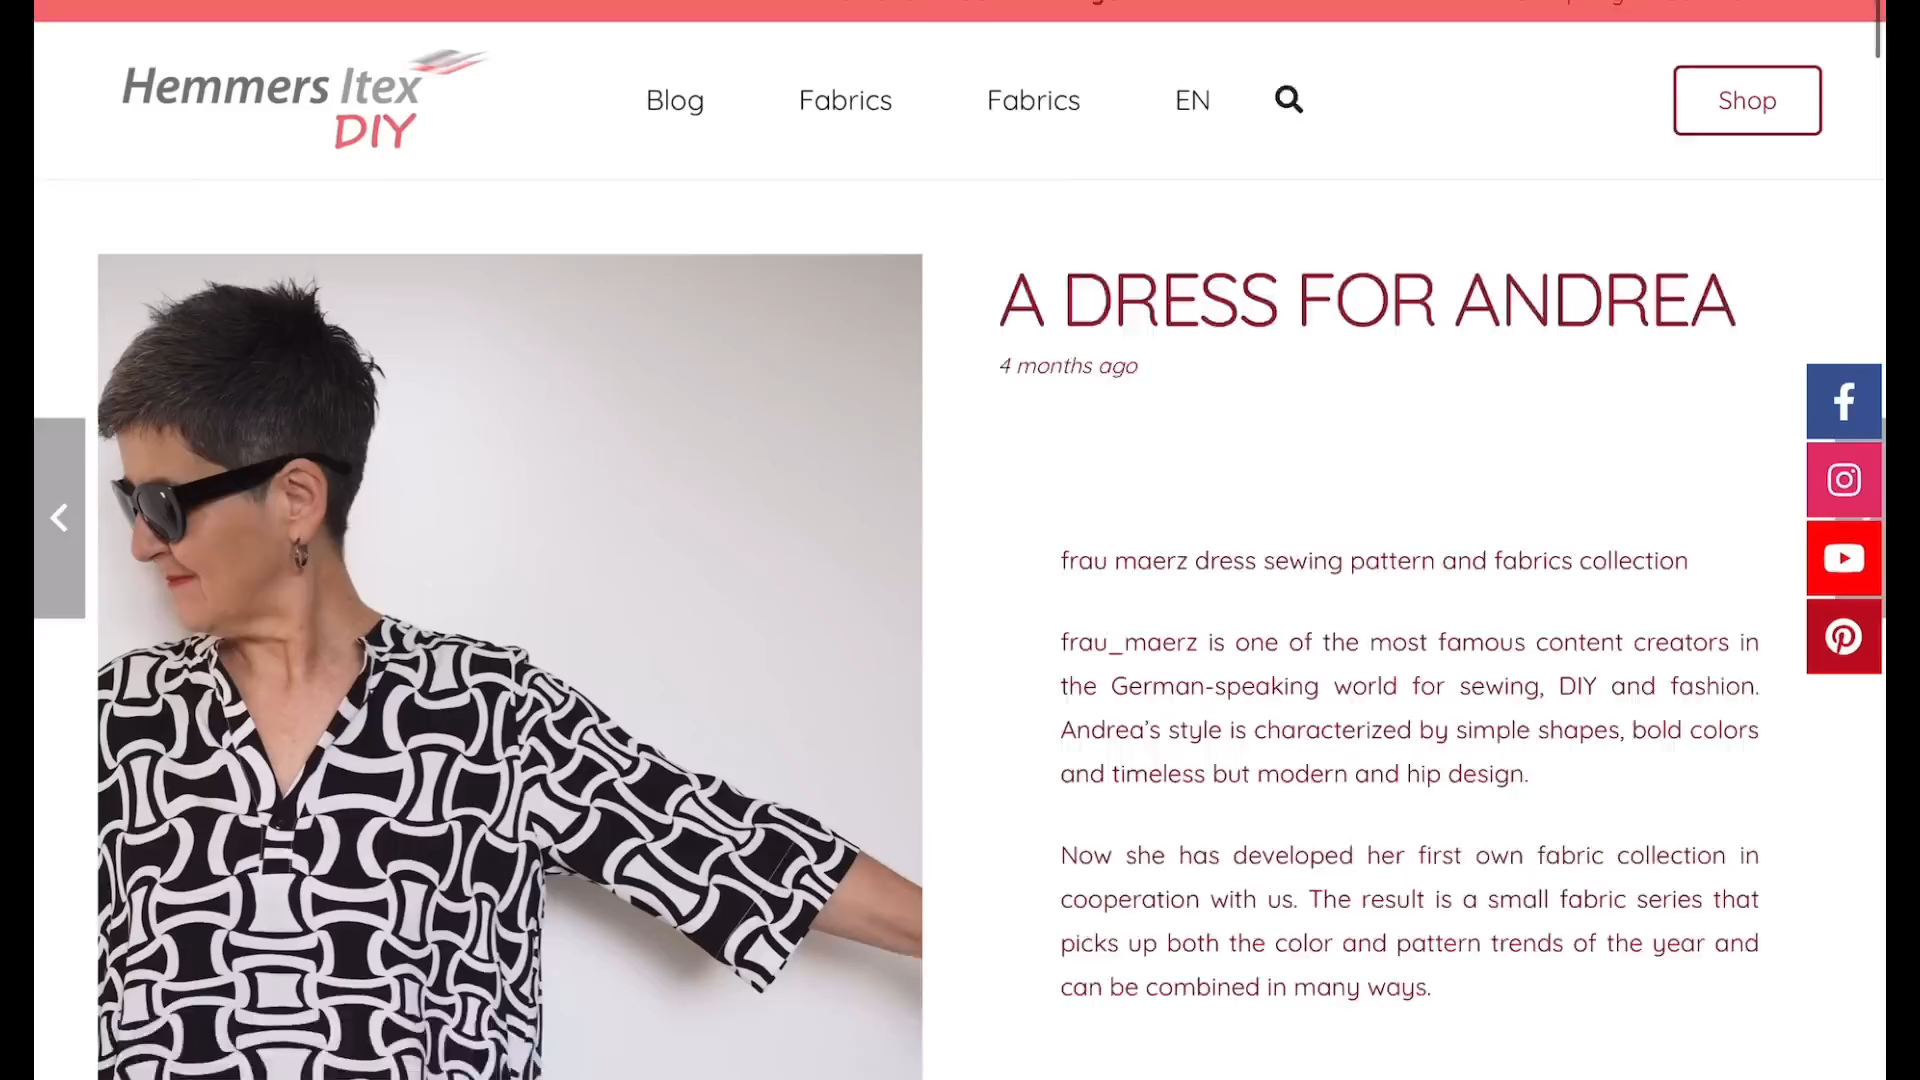 Hemmers Itex
DIY
Blog
Fabrics
Fabrics
EN
Shop
A DRESS FOR ANDREA
4 months ago
frau maerz dress sewing pattern and fabrics collection
frau_maerz is one of the most famous content creators in
the German-speaking world for sewing, DIY and fashion.
Andrea’s style is characterized by simple shapes, bold colors
and timeless but modern and hip design.
Now she has developed her first own fabric collection in
cooperation with us. The result is a small fabric series that
picks up both the color and pattern trends of the year and
can be combined in many ways.